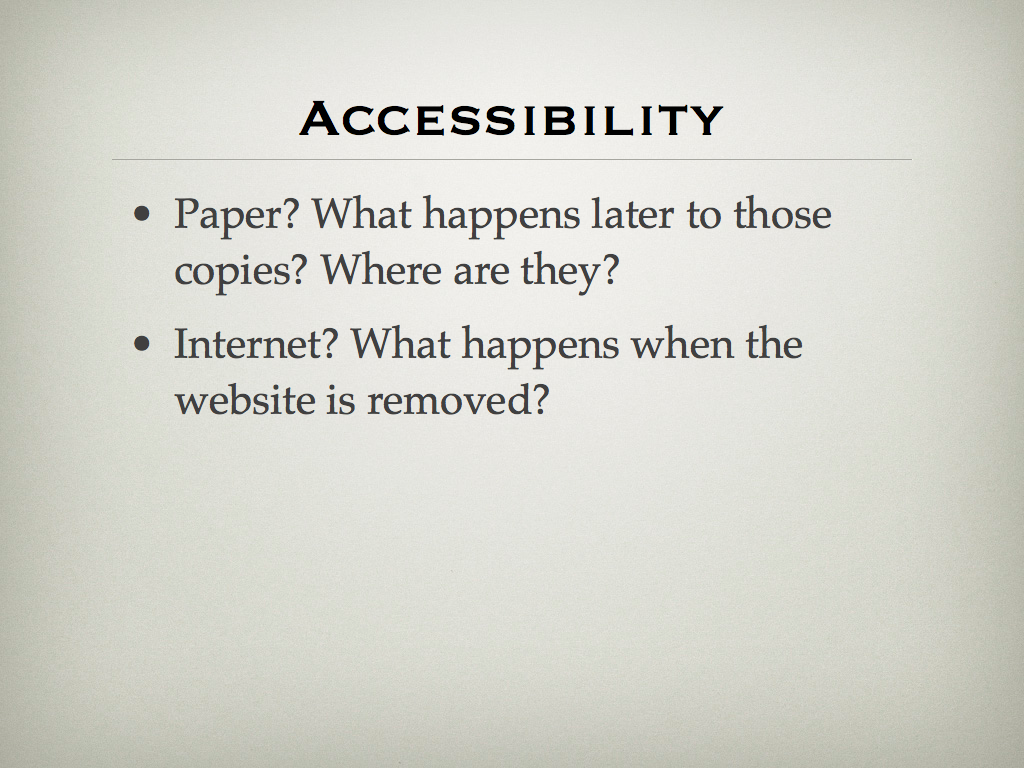 Accessibility
• Paper? What happens later to those
copies? Where are they?
• Internet? What happens when the
website is removed?